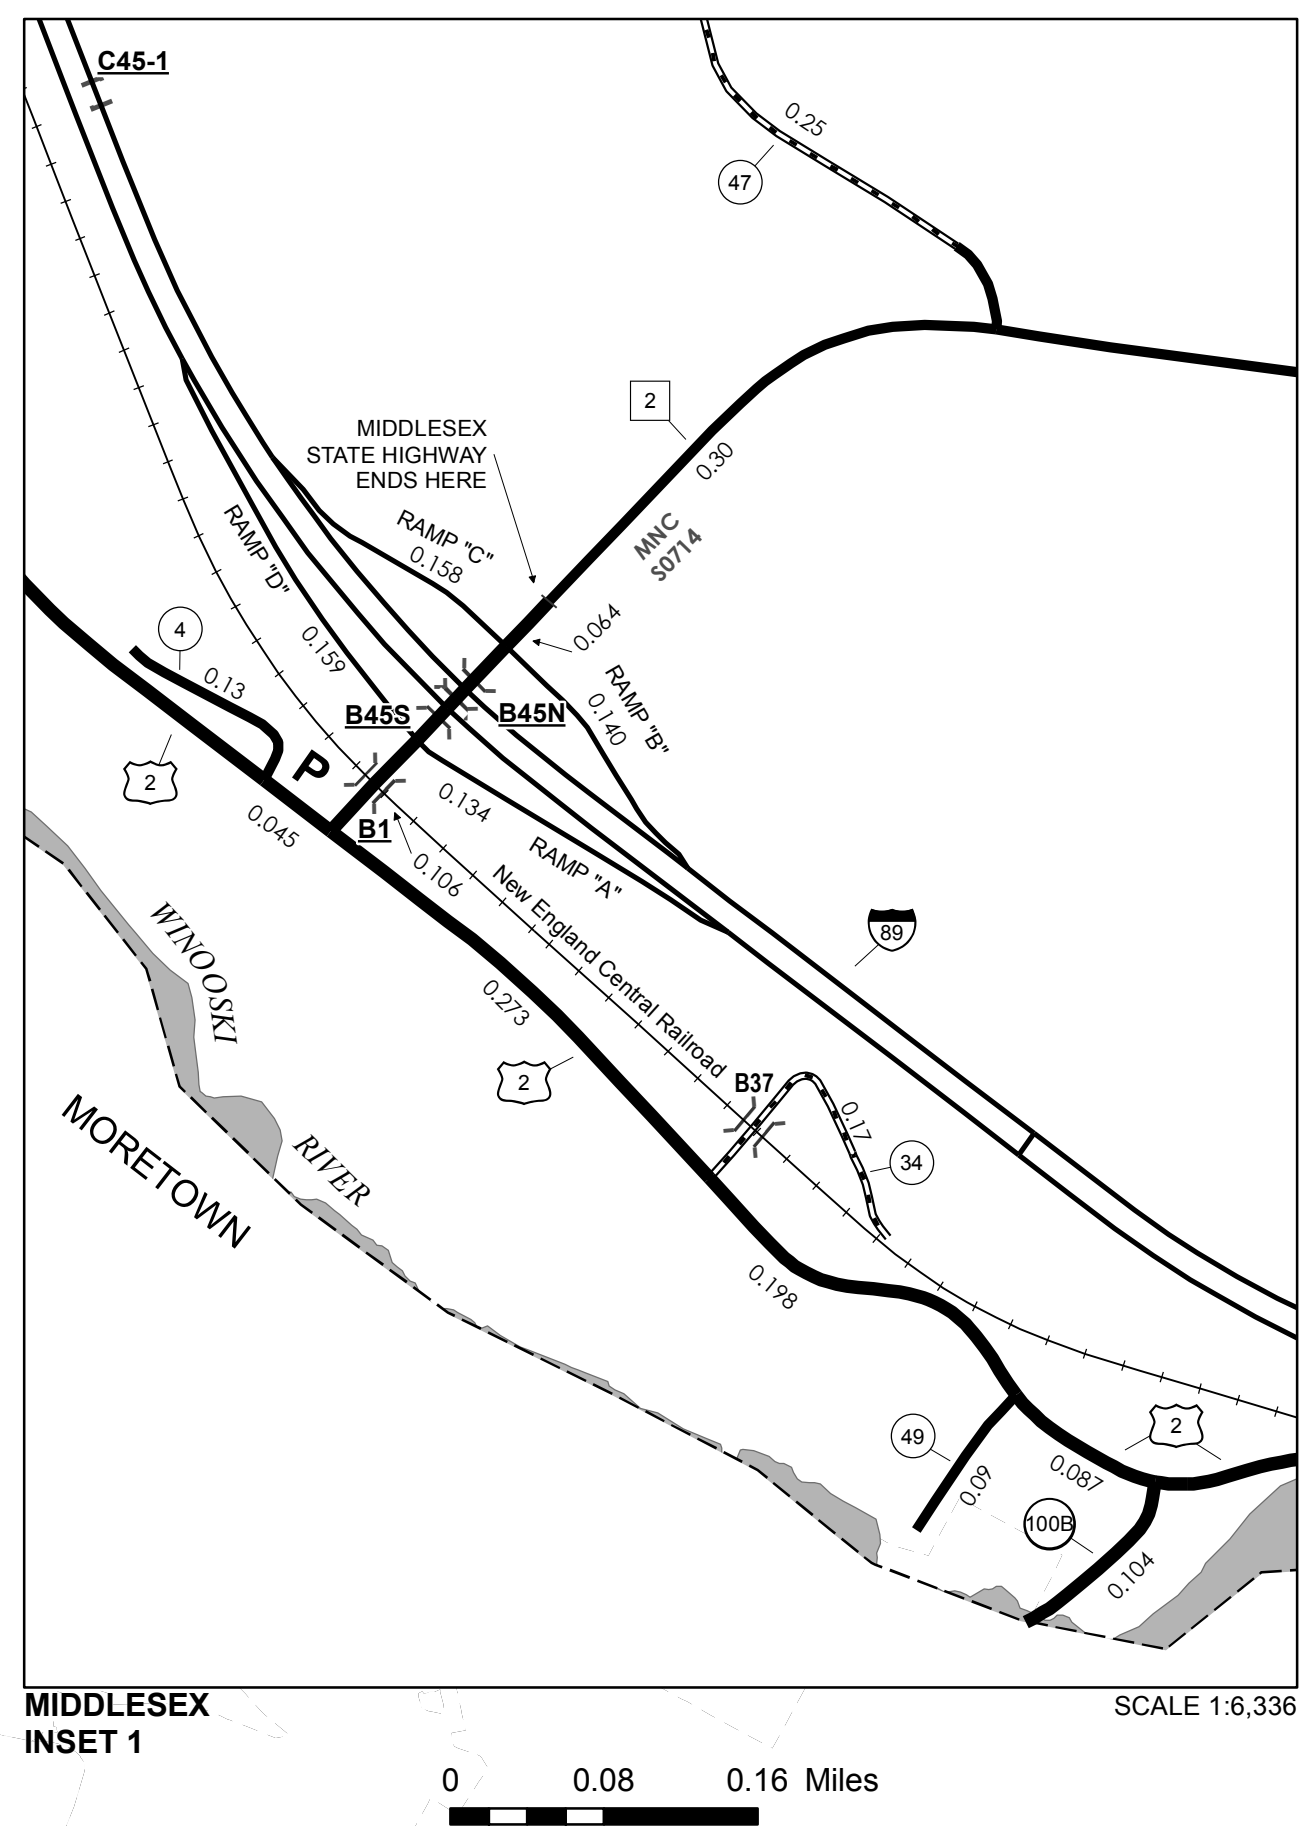 C45-1
0.25
47
2
MIDDLESEX
STATE HIGHWAY
ENDS HERE
0.30
MNC
S0714
RAMP "C"
0.158
RAMP "D"
0.159
0.064
4
0.13
RAMP "B"
0.140
B45S
B45N
P
2
0.045
B1
0.134
0.106
RAMP "A"
New England Central Railroad
WINOOSKI
89
0.273
2
B37
0.17
34
MORETOWN
RIVER
0.198
49
0.09
2
0.087
100B
0.104
MIDDLESEX
INSET 1
SCALE 1:6,336
0 0.08 0.16 Miles